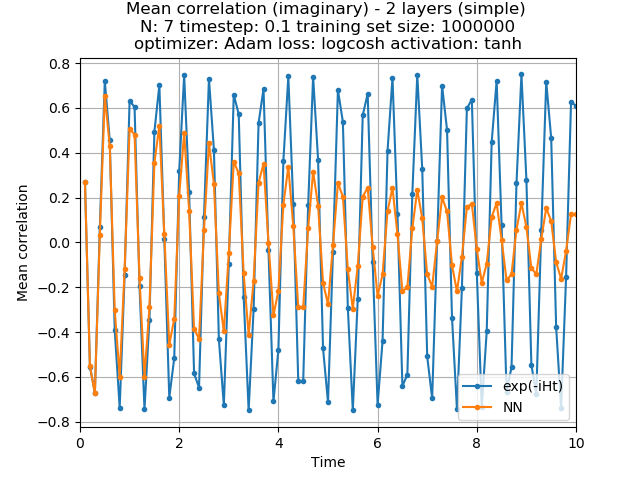 Mean correlation (imaginary) - 2 layers (simple)
N: 7 timestep: 0.1 training set size: 1000000
optimizer: Adam loss: logcosh activation: tanh
Mean correlation
0.8
0.6
0.4
0.2
0.0
−0.2
−0.4
−0.6
−0.8
exp(-iHt)
NN
0 2 4 6 8 10
Time